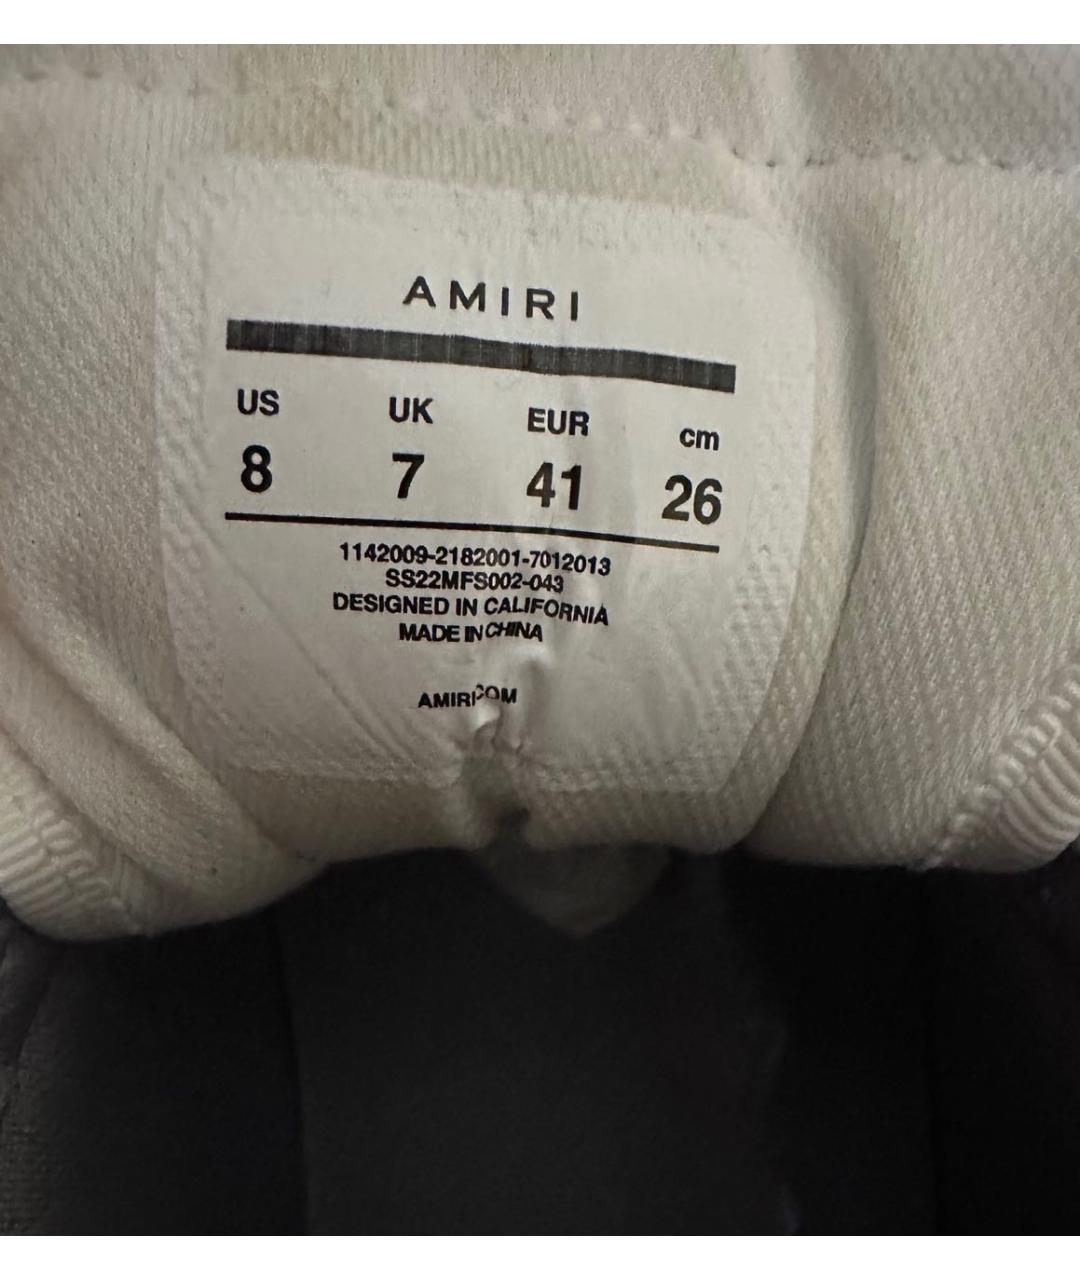 AMIRI
US UK EUR cm
8 7 41 26
1142009-2182001-7012013
SS22MFS002-043
DESIGNED IN CALIFORNIA
MADE IN CHINA
AMIRI.COM